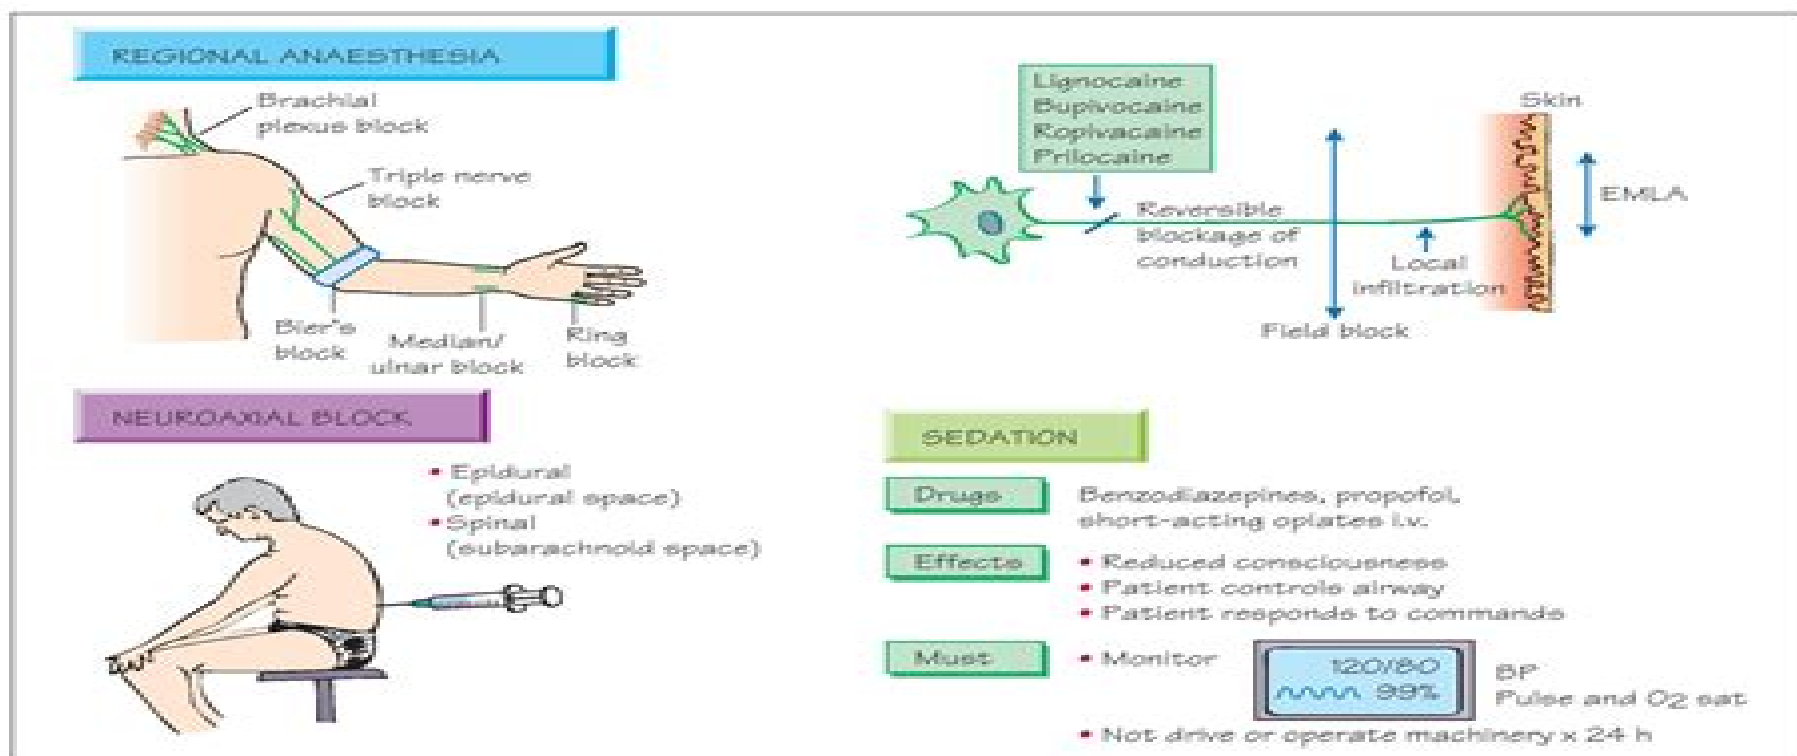 REGIONAL ANAESTHESIA
Brachial
plexus block
Triple nerve
block
Bier's
block
Median/
ulnar block
Ring
block
Lignocaine
Bupivocaine
Ropivacaine
Prilocaine
Reversible
blockage of
conduction
Field block
Local
infiltration
Skin
EMLA
NEUROAXIAL BLOCK
• Epidural
(epidural space)
• Spinal
(subarachnoid space)
SEDATION
Drugs
Benzodiazepines, propofol,
short-acting opiates i.v.
Effects
• Reduced consciousness
• Patient controls airway
• Patient responds to commands
Must
• Monitor
120/80
99%
BP
Pulse and O2 sat
• Not drive or operate machinery x 24 h